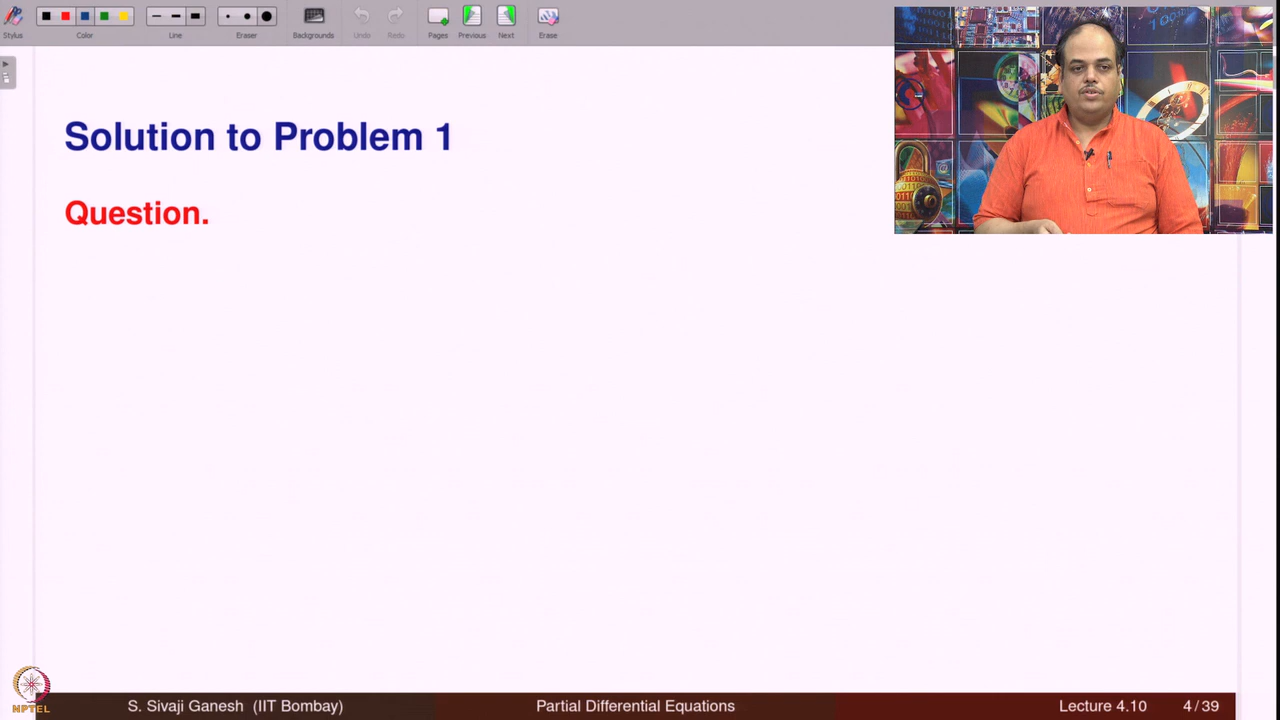 Stylus
Color
Line
Eraser
Backgrounds
Undo
Redo
Pages
Previous
Next
Erase
Solution to Problem 1
Question.
NPTEL
S. Sivaji Ganesh (IIT Bombay)
Partial Differential Equations
Lecture 4.10
4/39